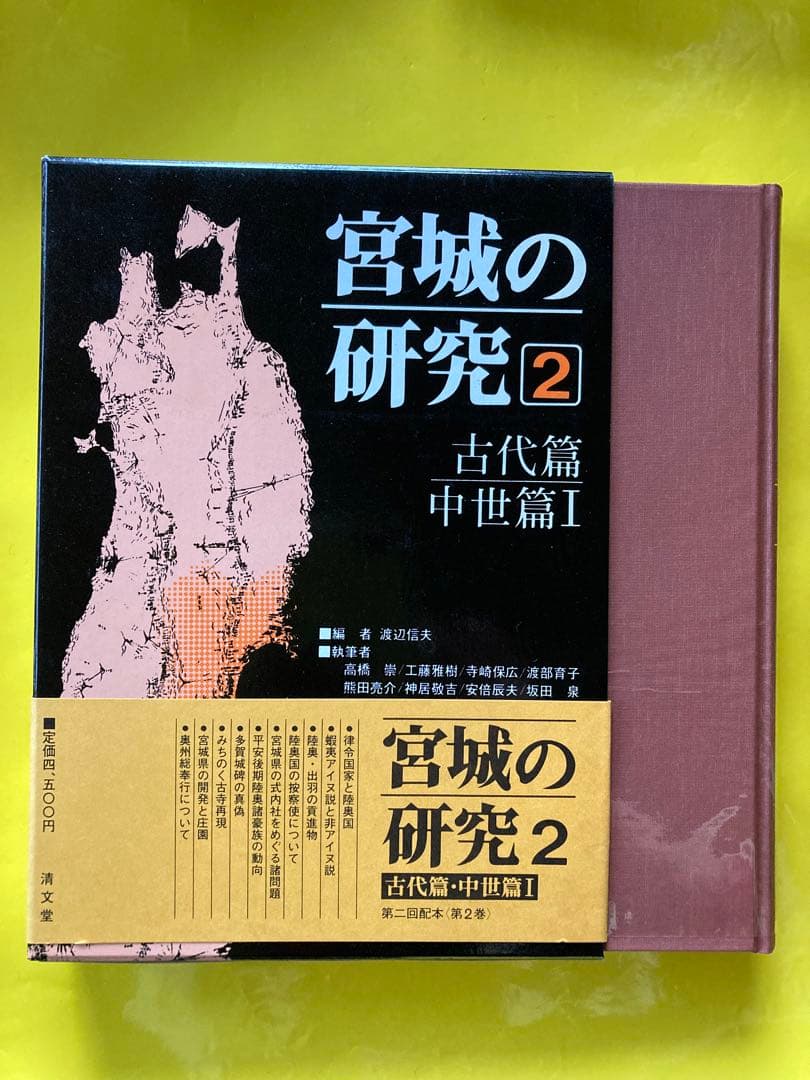 宮城の
研究2
古代篇
中世篇I
■編 者 渡辺信夫
■執筆者
高橋 崇/工藤雅樹/寺崎保広/渡部育子
熊田亮介/神居敬吉/安倍辰夫/坂田 泉
宮城の
研究2
古代篇・中世篇I
第二回配本〈第2巻〉
●律令国家と陸奥国
●蝦夷アイヌ説と非アイヌ説
●陸奥・出羽の貢進物
●陸奥国の按察使について
●宮城県の式内社をめぐる諸問題
●平安後期陸奥諸豪族の動向
●多賀城碑の真偽
●みちのく古寺再現
●宮城県の開発と庄園
●奥州総奉行について
■定価四、五〇〇円
清文堂